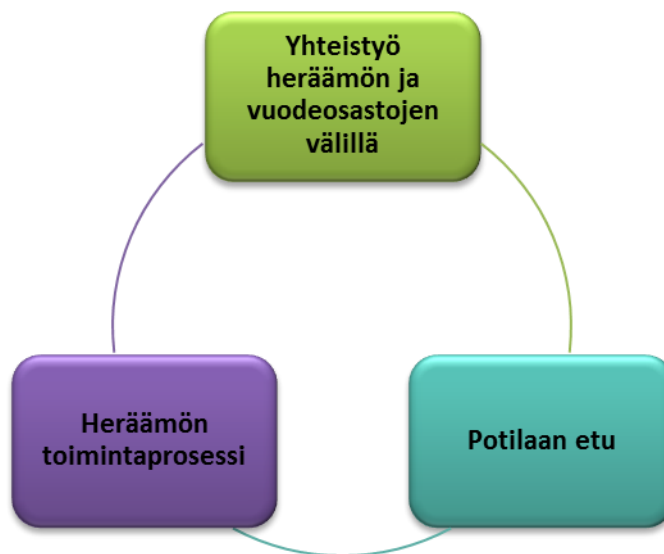 Yhteistyö
heräämön ja
vuodeosastojen
välillä
Heräämön
toimintaprosessi
Potilaan etu